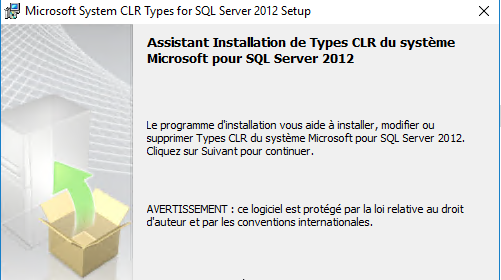 Microsoft System CLR Types for SQL Server 2012 Setup
Assistant Installation de Types CLR du système
Microsoft pour SQL Server 2012
Le programme d'installation vous aide à installer, modifier ou
supprimer Types CLR du système Microsoft pour SQL Server 2012.
Cliquez sur Suivant pour continuer.
AVERTISSEMENT : ce logiciel est protégé par la loi relative au droit
d'auteur et par les conventions internationales.